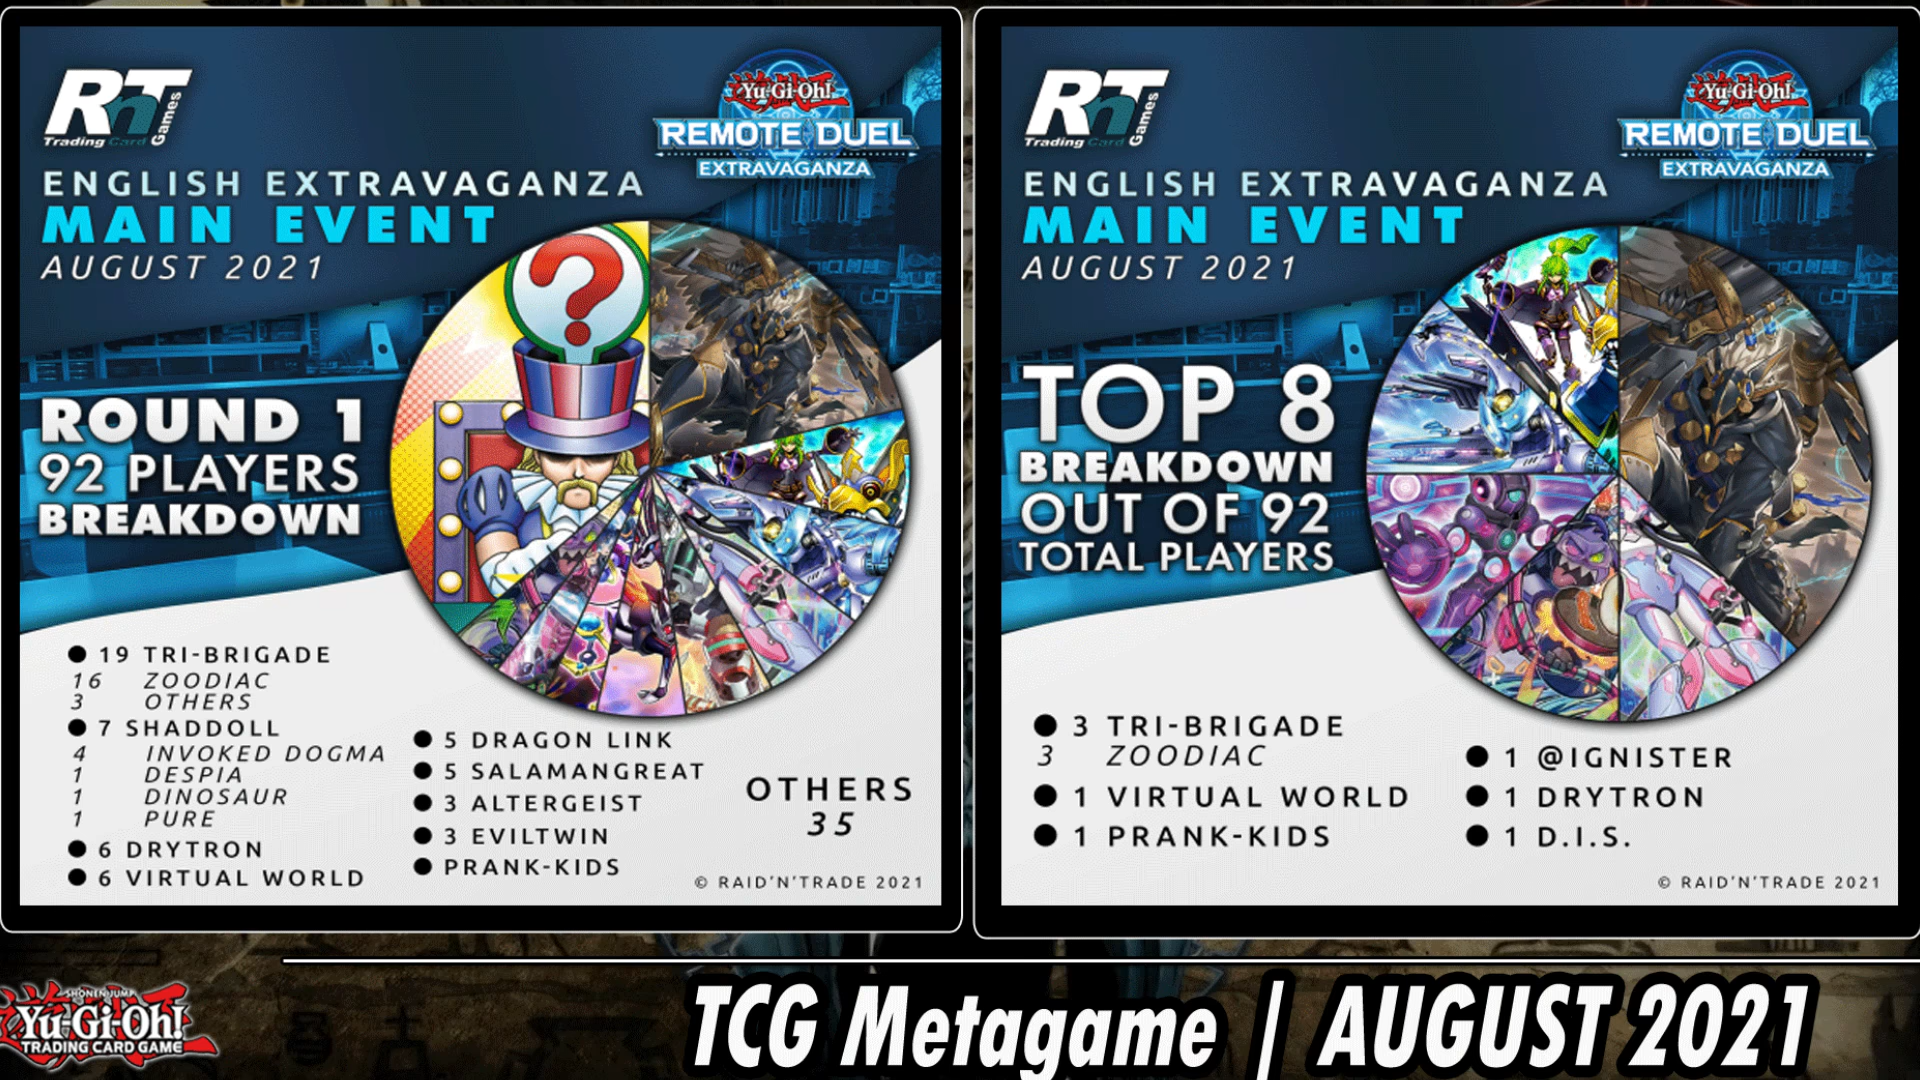 RnT
Trading Card Games
Yu-Gi-Oh!
REMOTE DUEL
EXTRAVAGANZA
ENGLISH EXTRAVAGANZA
MAIN EVENT
AUGUST 2021
?
ROUND 1
92 PLAYERS
BREAKDOWN
● 19 TRI-BRIGADE
16 ZOODIAC
3 OTHERS
● 7 SHADDOLL
4 INVOKED DOGMA
1 DESPIA
1 DINOSAUR
1 PURE
● 6 DRYTRON
● 6 VIRTUAL WORLD
● 5 DRAGON LINK
● 5 SALAMANGREAT
● 3 ALTERGEIST
● 3 EVILTWIN
● PRANK-KIDS
OTHERS
35
© RAID'N'TRADE 2021
RnT
Trading Card Games
Yu-Gi-Oh!
REMOTE DUEL
EXTRAVAGANZA
ENGLISH EXTRAVAGANZA
MAIN EVENT
AUGUST 2021
TOP 8
BREAKDOWN
OUT OF 92
TOTAL PLAYERS
● 3 TRI-BRIGADE
3 ZOODIAC
● 1 VIRTUAL WORLD
● 1 PRANK-KIDS
● 1 @IGNISTER
● 1 DRYTRON
● 1 D.I.S.
© RAID'N'TRADE 2021
SHONEN JUMP
Yu-Gi-Oh!
TRADING CARD GAME
TCG Metagame | AUGUST 2021